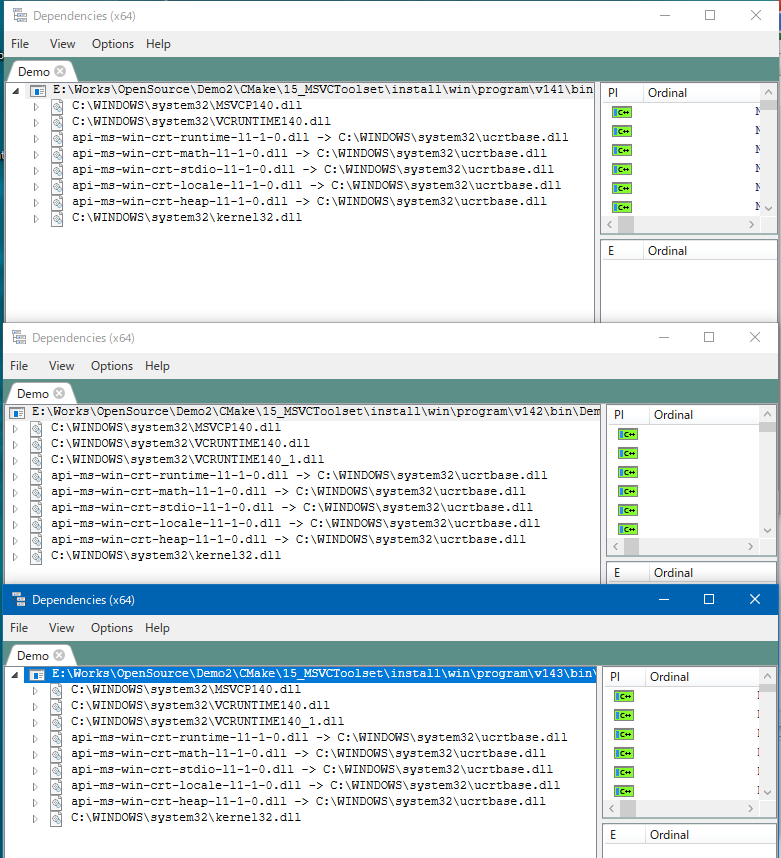 Dependencies (x64)
File View Options Help
Demo
E:\Works\OpenSource\Demo2\CMake\15_MSVCToolset\install\win\program\v141\bin
C:\WINDOWS\system32\MSVCP140.dll
C:\WINDOWS\system32\VCRUNTIME140.dll
api-ms-win-crt-runtime-l1-1-0.dll -> C:\WINDOWS\system32\ucrtbase.dll
api-ms-win-crt-math-l1-1-0.dll -> C:\WINDOWS\system32\ucrtbase.dll
api-ms-win-crt-stdio-l1-1-0.dll -> C:\WINDOWS\system32\ucrtbase.dll
api-ms-win-crt-locale-l1-1-0.dll -> C:\WINDOWS\system32\ucrtbase.dll
api-ms-win-crt-heap-l1-1-0.dll -> C:\WINDOWS\system32\ucrtbase.dll
C:\WINDOWS\system32\kernel32.dll
PI Ordinal
C++
C++
C++
C++
C++
C++
E Ordinal
Dependencies (x64)
File View Options Help
Demo
E:\Works\OpenSource\Demo2\CMake\15_MSVCToolset\install\win\program\v142\bin\Dem
C:\WINDOWS\system32\MSVCP140.dll
C:\WINDOWS\system32\VCRUNTIME140.dll
C:\WINDOWS\system32\VCRUNTIME140_1.dll
api-ms-win-crt-runtime-l1-1-0.dll -> C:\WINDOWS\system32\ucrtbase.dll
api-ms-win-crt-math-l1-1-0.dll -> C:\WINDOWS\system32\ucrtbase.dll
api-ms-win-crt-stdio-l1-1-0.dll -> C:\WINDOWS\system32\ucrtbase.dll
api-ms-win-crt-locale-l1-1-0.dll -> C:\WINDOWS\system32\ucrtbase.dll
api-ms-win-crt-heap-l1-1-0.dll -> C:\WINDOWS\system32\ucrtbase.dll
C:\WINDOWS\system32\kernel32.dll
PI Ordinal
C++
C++
C++
C++
C++
C++
E Ordinal
Dependencies (x64)
File View Options Help
Demo
E:\Works\OpenSource\Demo2\CMake\15_MSVCToolset\install\win\program\v143\bin\
C:\WINDOWS\system32\MSVCP140.dll
C:\WINDOWS\system32\VCRUNTIME140.dll
C:\WINDOWS\system32\VCRUNTIME140_1.dll
api-ms-win-crt-runtime-l1-1-0.dll -> C:\WINDOWS\system32\ucrtbase.dll
api-ms-win-crt-math-l1-1-0.dll -> C:\WINDOWS\system32\ucrtbase.dll
api-ms-win-crt-stdio-l1-1-0.dll -> C:\WINDOWS\system32\ucrtbase.dll
api-ms-win-crt-locale-l1-1-0.dll -> C:\WINDOWS\system32\ucrtbase.dll
api-ms-win-crt-heap-l1-1-0.dll -> C:\WINDOWS\system32\ucrtbase.dll
C:\WINDOWS\system32\kernel32.dll
PI Ordinal
C++
C++
C++
C++
C++
C++
E Ordinal